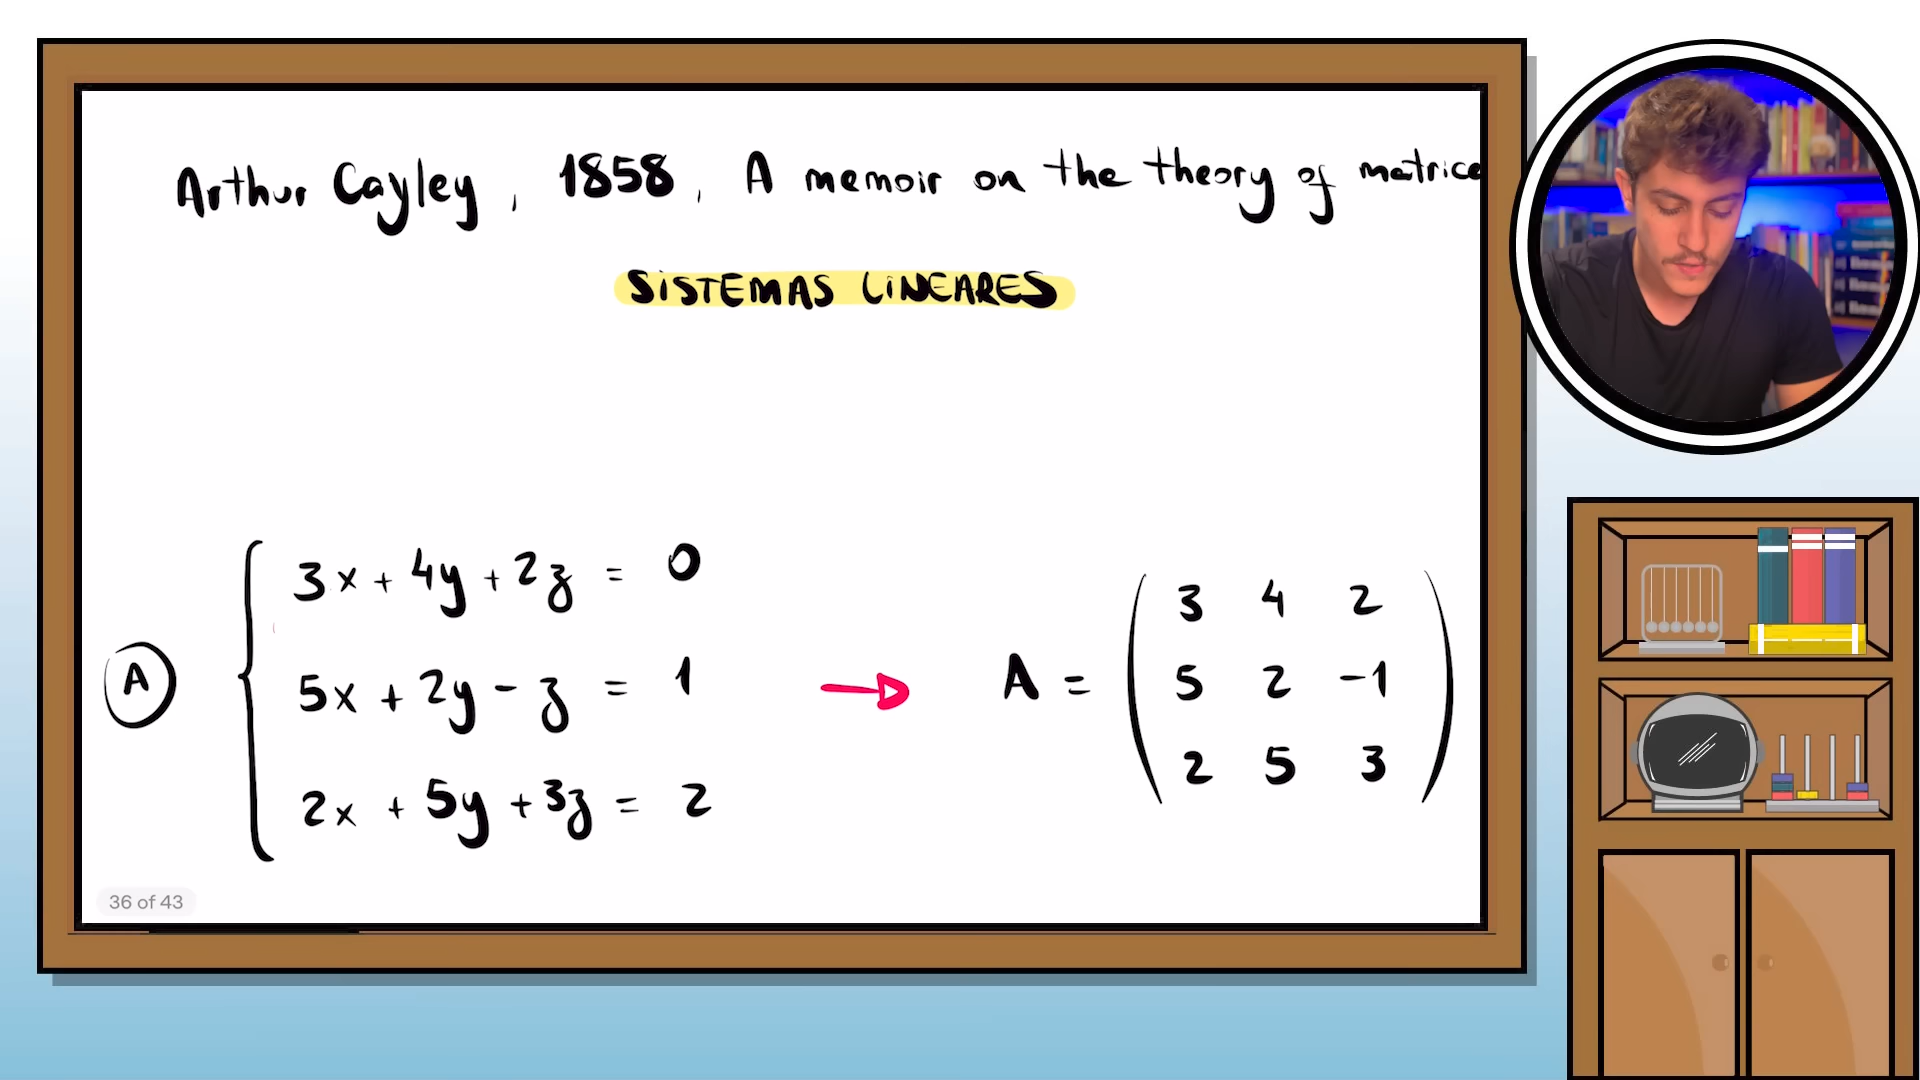 Arthur Cayley, 1858, A memoir on the theory of matrice
SISTEMAS LINEARES
3x + 4y + 2z = 0
A 5x + 2y - z = 1
2x + 5y + 3z = 2
A = 3 4 2
5 2 -1
2 5 3
36 of 43